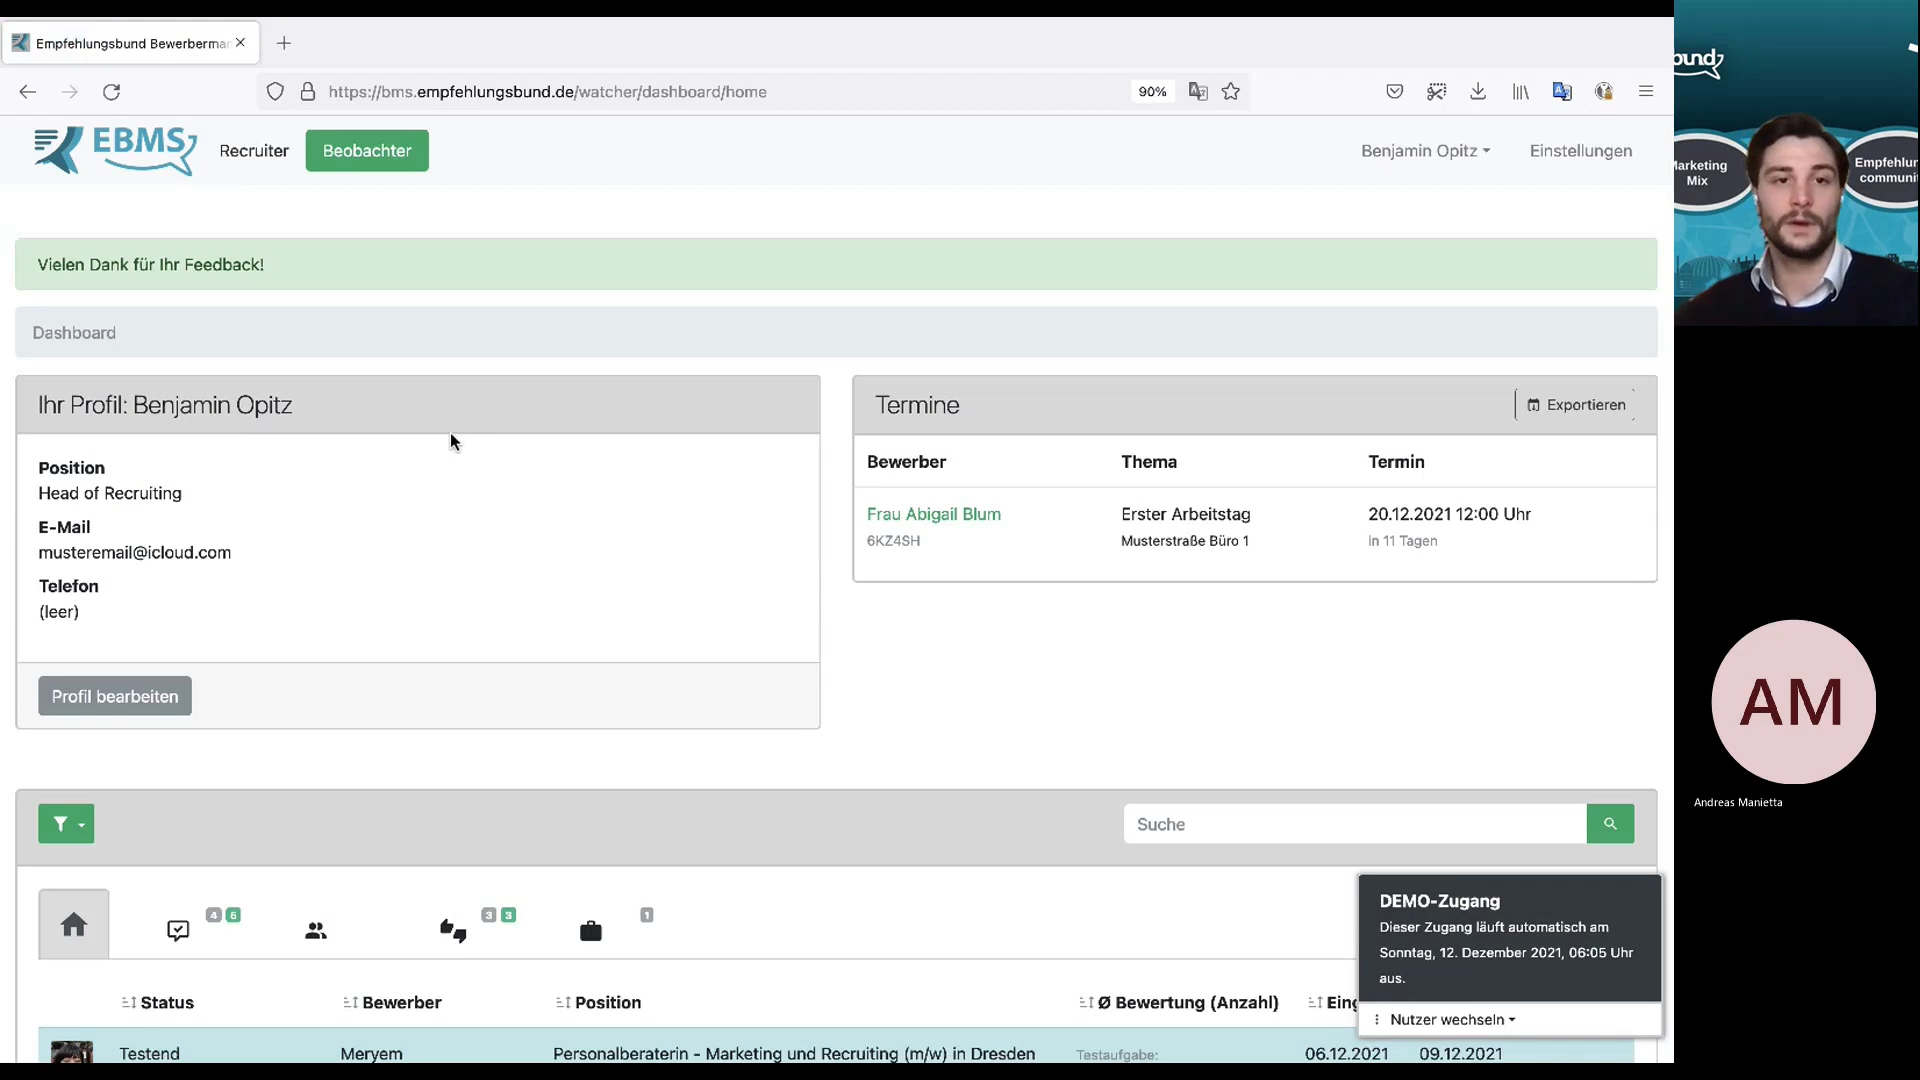 Empfehlungsbund Bewerbermar
https://bms.empfehlungsbund.de/watcher/dashboard/home
90%
EBMS
Recruiter
Beobachter
Benjamin Opitz
Einstellungen
Vielen Dank für Ihr Feedback!
Dashboard
Ihr Profil: Benjamin Opitz
Position
Head of Recruiting
E-Mail
musteremail@icloud.com
Telefon
(leer)
Profil bearbeiten
Termine
Exportieren
Bewerber Thema Termin
Frau Abigail Blum Erster Arbeitstag 20.12.2021 12:00 Uhr
6KZ4SH Musterstraße Büro 1 in 11 Tagen
Suche
4 6 3 3 1
Status Bewerber Position Ø Bewertung (Anzahl) Eing
Testend Meryem Personalberaterin - Marketing und Recruiting (m/w) in Dresden Testaufgabe: 06.12.2021 09.12.2021
DEMO-Zugang
Dieser Zugang läuft automatisch am
Sonntag, 12. Dezember 2021, 06:05 Uhr
aus.
Nutzer wechseln
bund
Marketing
Mix
Empfehlun
communit
AM
Andreas Manietta